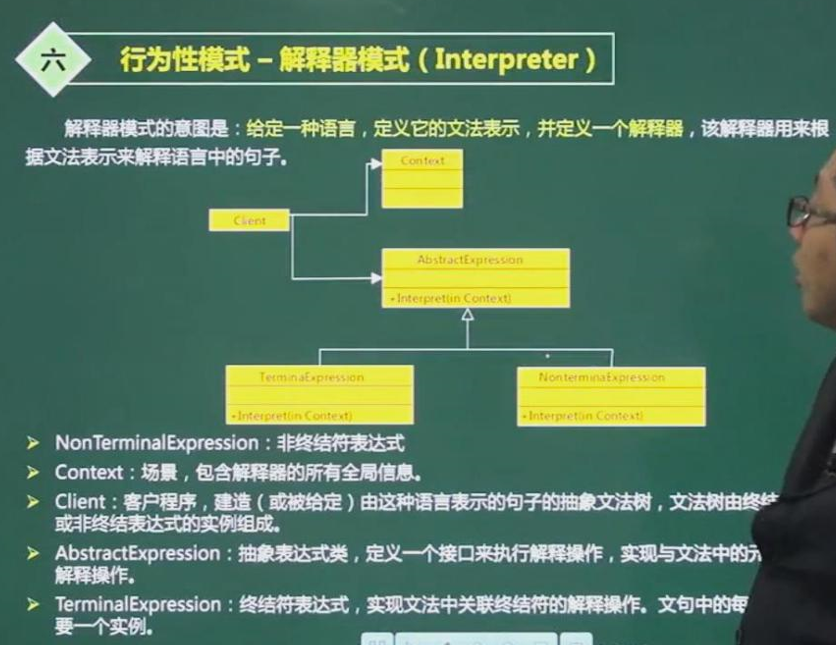 六
行为性模式 – 解释器模式（Interpreter）
解释器模式的意图是：给定一种语言，定义它的文法表示，并定义一个解释器，该解释器用来根
据文法表示来解释语言中的句子。
Context
Client
AbstractExpression
+Interpret(in Context)
TerminaExpression
NonterminaExpression
+Interpret(in Context)
+Interpret(in Context)
NonTerminalExpression：非终结符表达式
Context：场景，包含解释器的所有全局信息。
Client：客户程序，建造（或被给定）由这种语言表示的句子的抽象文法树，文法树由终结
或非终结表达式的实例组成。
AbstractExpression：抽象表达式类，定义一个接口来执行解释操作，实现与文法中的元
解释操作。
TerminalExpression：终结符表达式，实现文法中关联终结符的解释操作。文句中的每
要一个实例。